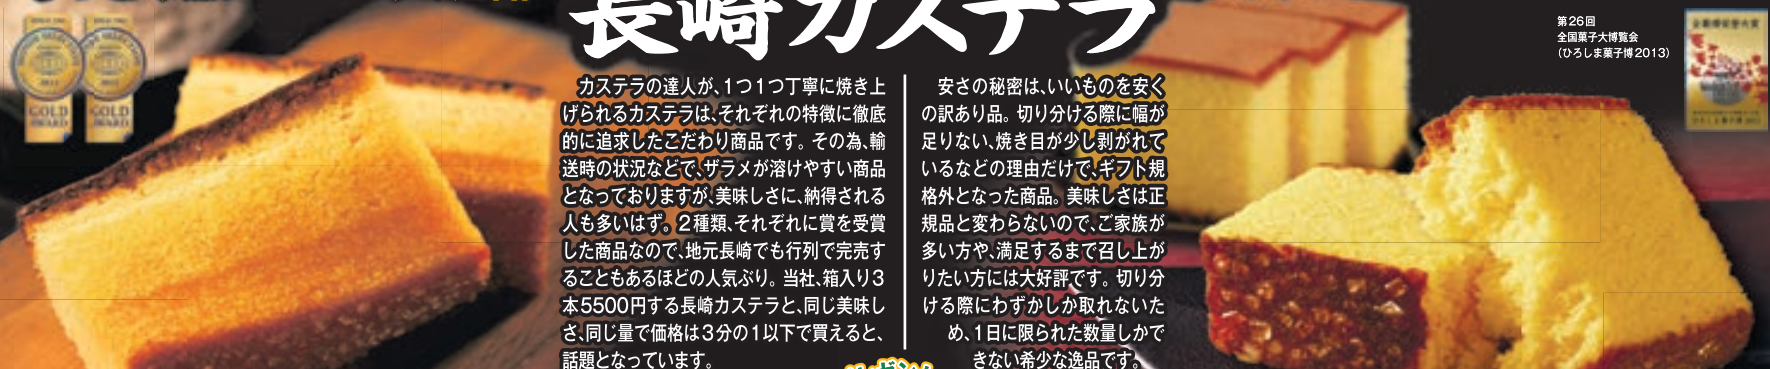 長崎カステラ
カステラの達人が、1つ1つ丁寧に焼き上
げられるカステラは、それぞれの特徴に徹底
的に追求したこだわり商品です。その為、輸
送時の状況などで、ザラメが溶けやすい商品
となっておりますが、美味しさに、納得される
人も多いはず。2種類、それぞれに賞を受賞
した商品なので、地元長崎でも行列で完売す
ることもあるほどの人気ぶり。当社、箱入り3
本5500円する長崎カステラと、同じ美味し
さ、同じ量で価格は3分の1以下で買えると、
話題となっています。
安さの秘密は、いいものを安く
の訳あり品。切り分ける際に幅が
足りない、焼き目が少し剥がれて
いるなどの理由だけで、ギフト規
格外となった商品。美味しさは正
規品と変わらないので、ご家族が
多い方や、満足するまで召し上が
りたい方には大好評です。切り分
ける際にわずかしか取れないた
め、1日に限られた数量しかで
きない希少な逸品です。
第26回
全国菓子大博覧会
(ひろしま菓子博2013)
GOLD
AWARD
GOLD
AWARD